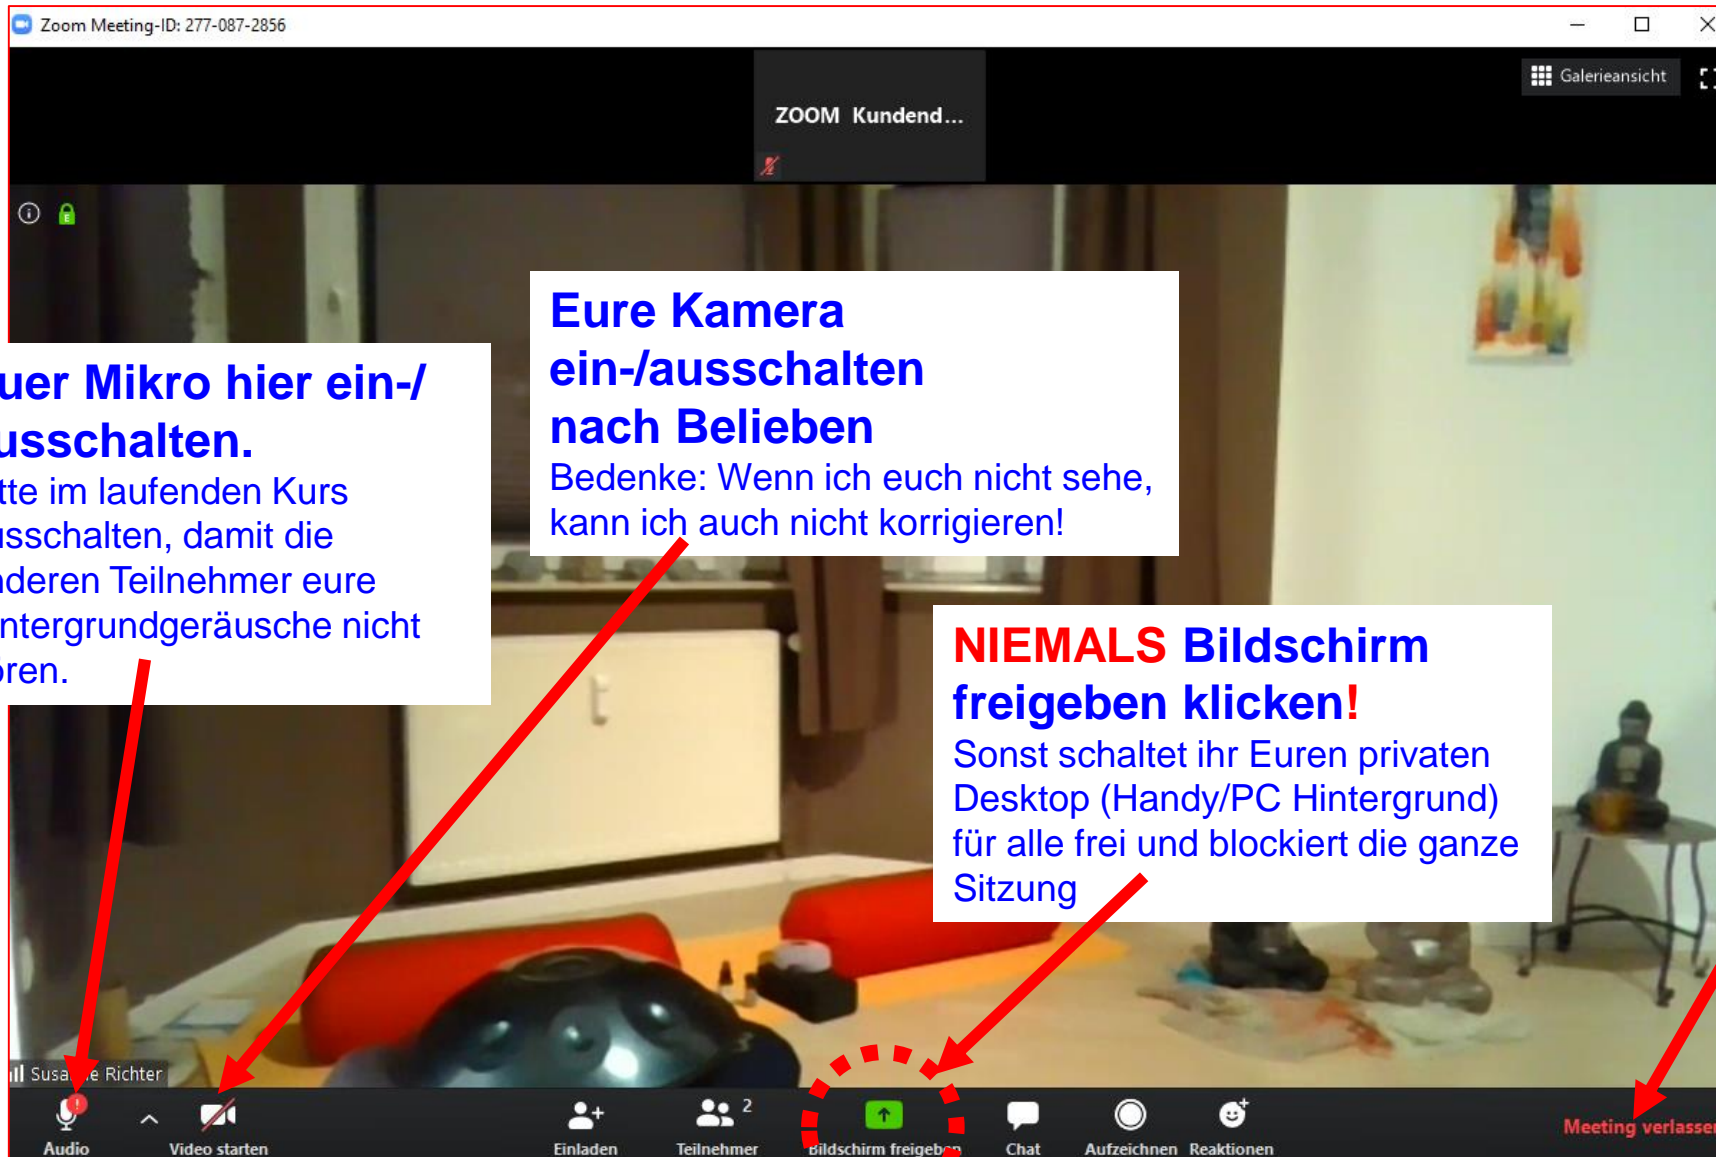 Zoom Meeting-ID: 277-087-2856
Galerieansicht
ZOOM Kundend...
Eure Kamera
ein-/ausschalten
nach Belieben
Bedenke: Wenn ich euch nicht sehe,
kann ich auch nicht korrigieren!
uer Mikro hier ein-/
usschalten.
tte im laufenden Kurs
usschalten, damit die
nderen Teilnehmer eure
ntergrundgeräusche nicht
ören.
NIEMALS Bildschirm
freigeben klicken!
Sonst schaltet ihr Euren privaten
Desktop (Handy/PC Hintergrund)
für alle frei und blockiert die ganze
Sitzung
Susanne Richter
Audio
Video starten
Einladen
2
Teilnehmer
Bildschirm freigeben
Chat
Aufzeichnen
Reaktionen
Meeting verlassen